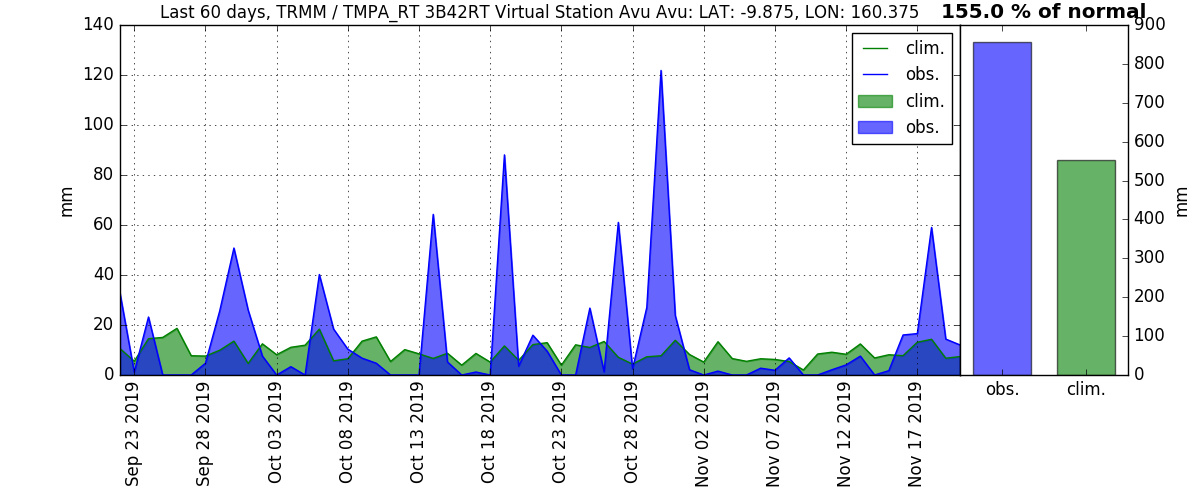 Last 60 days, TRMM / TMPA_RT 3B42RT Virtual Station Avu Avu: LAT: -9.875, LON: 160.375
155.0 % of normal
140
120
100
80
60
40
20
0
mm
clim.
obs.
clim.
obs.
900
800
700
600
500
400
300
200
100
0
mm
Sep 23 2019
Sep 28 2019
Oct 03 2019
Oct 08 2019
Oct 13 2019
Oct 18 2019
Oct 23 2019
Oct 28 2019
Nov 02 2019
Nov 07 2019
Nov 12 2019
Nov 17 2019
obs.
clim.